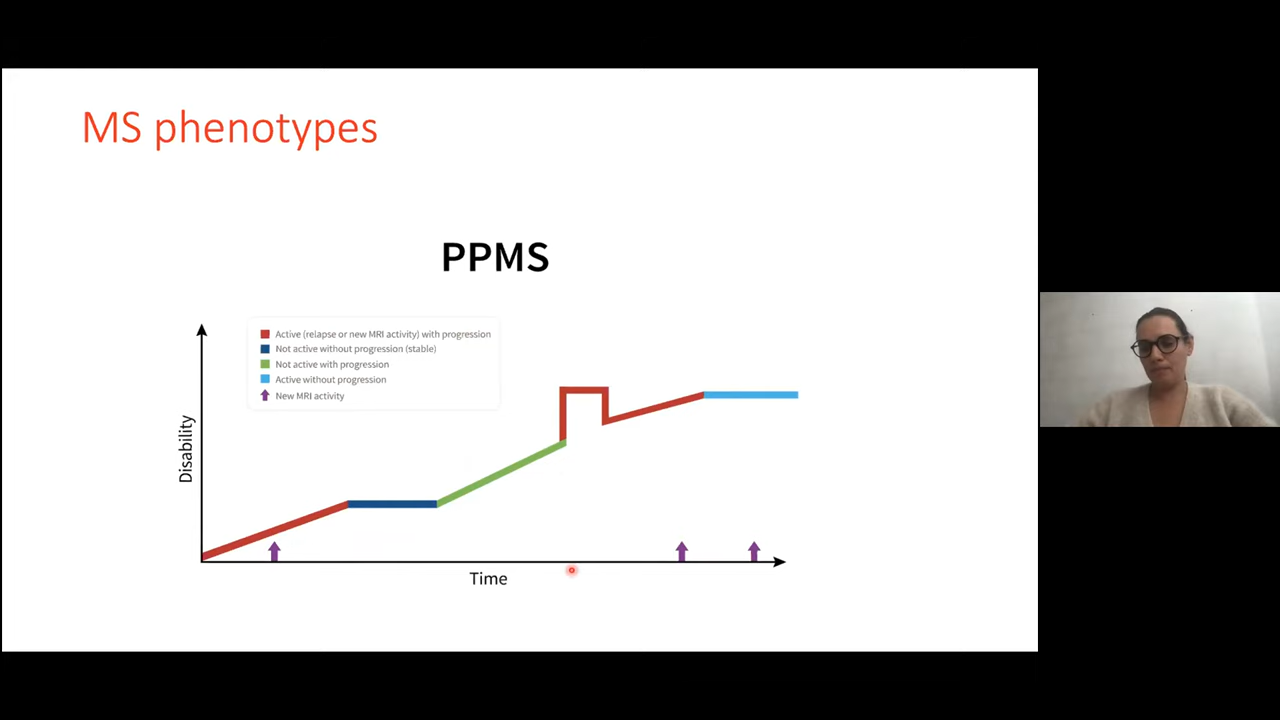 MS phenotypes
PPMS
Active (relapse or new MRI activity) with progression
Not active without progression (stable)
Not active with progression
Active without progression
New MRI activity
Disability
Time